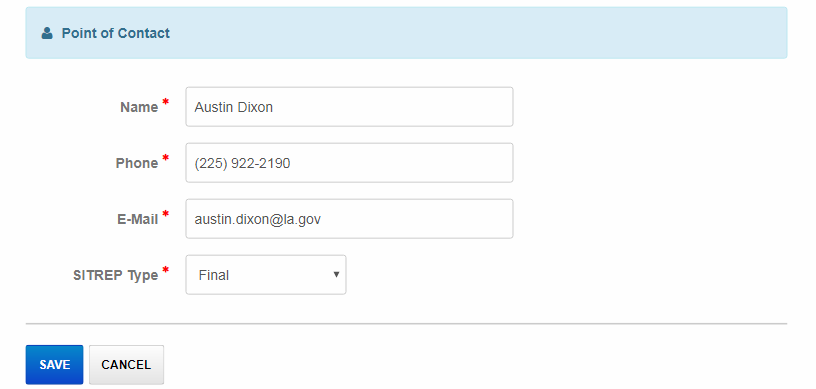 Point of Contact
Name * Austin Dixon
Phone * (225) 922-2190
E-Mail * austin.dixon@la.gov
SITREP Type * Final
SAVE CANCEL